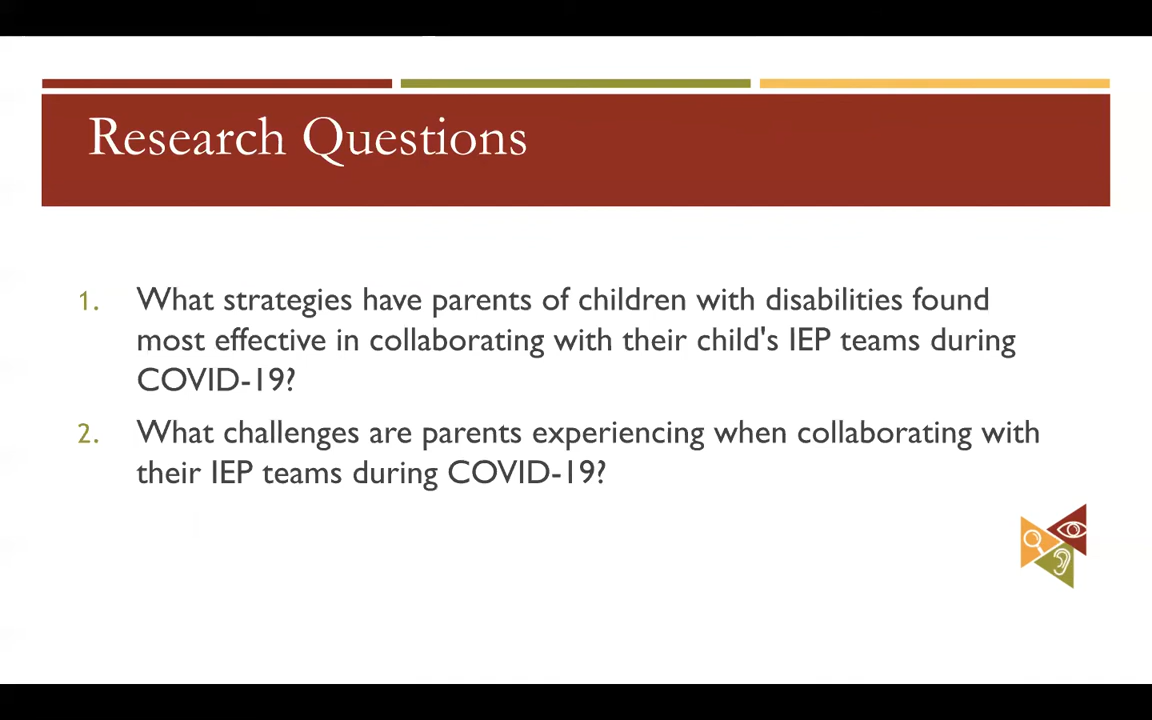 Research Questions
1. What strategies have parents of children with disabilities found
most effective in collaborating with their child's IEP teams during
COVID-19?
2. What challenges are parents experiencing when collaborating with
their IEP teams during COVID-19?